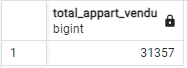 total_appart_vendu
bigint
1 31357